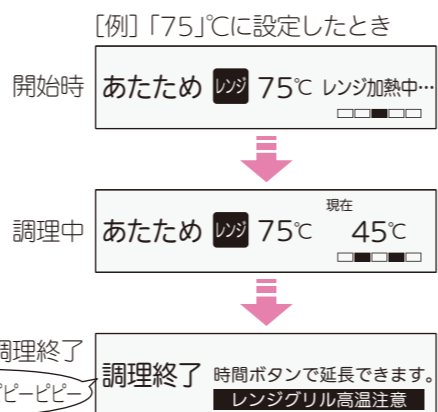 [例]「75」℃に設定したとき
開始時 あたため レンジ 75℃ レンジ加熱中…
現在
調理中 あたため レンジ 75℃ 45℃
調理終了
ピーピー
調理終了 時間ボタンで延長できます。
レンジグリル高温注意